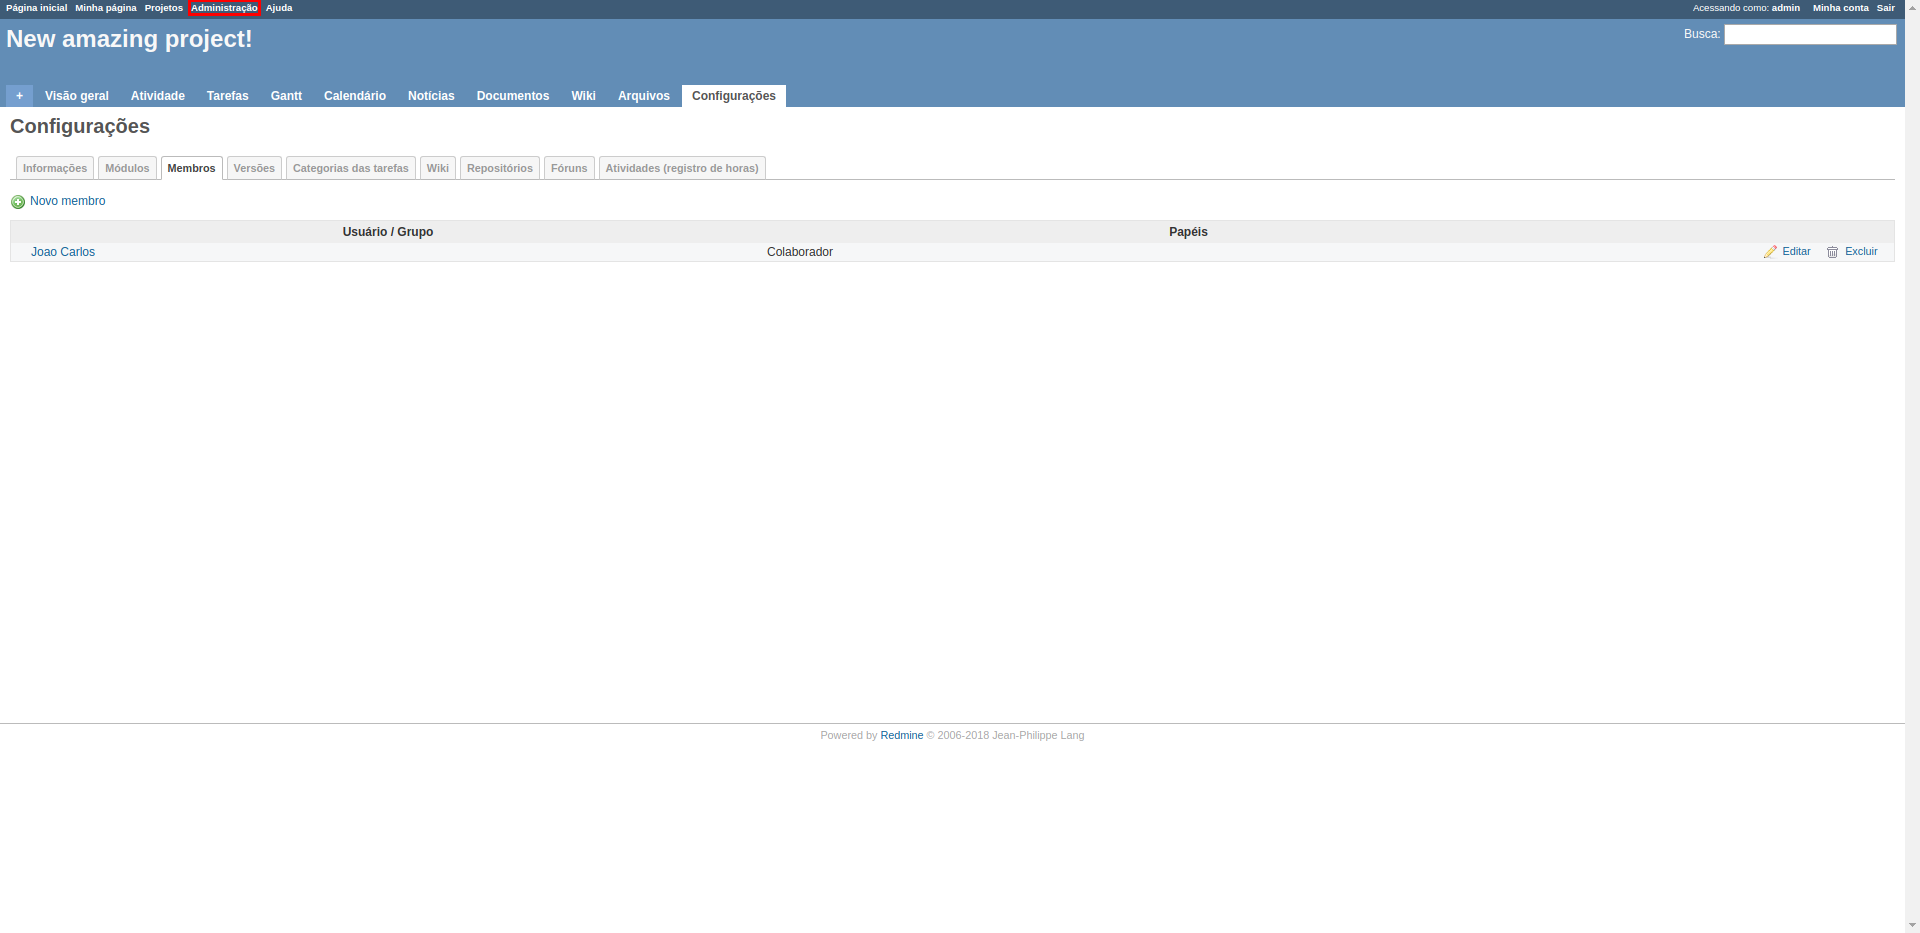 Página inicial Minha página Projetos Administração Ajuda Acessando como: admin Minha conta Sair
New amazing project! Busca:
+ Visão geral Atividade Tarefas Gantt Calendário Notícias Documentos Wiki Arquivos Configurações
Configurações
Informações Módulos Membros Versões Categorias das tarefas Wiki Repositórios Fóruns Atividades (registro de horas)
Novo membro
Usuário / Grupo Papéis
Joao Carlos Colaborador Editar Excluir
Powered by Redmine © 2006-2018 Jean-Philippe Lang